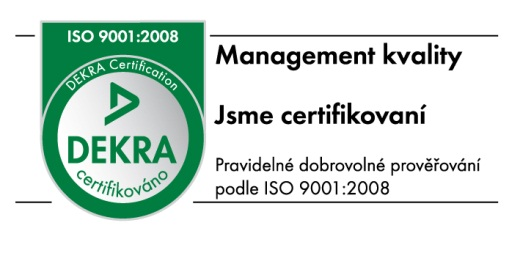 ISO 9001:2008
DEKRA Certification
DEKRA
certifikováno
Management kvality
Jsme certifikovaní
Pravidelné dobrovolné prověřování
podle ISO 9001:2008